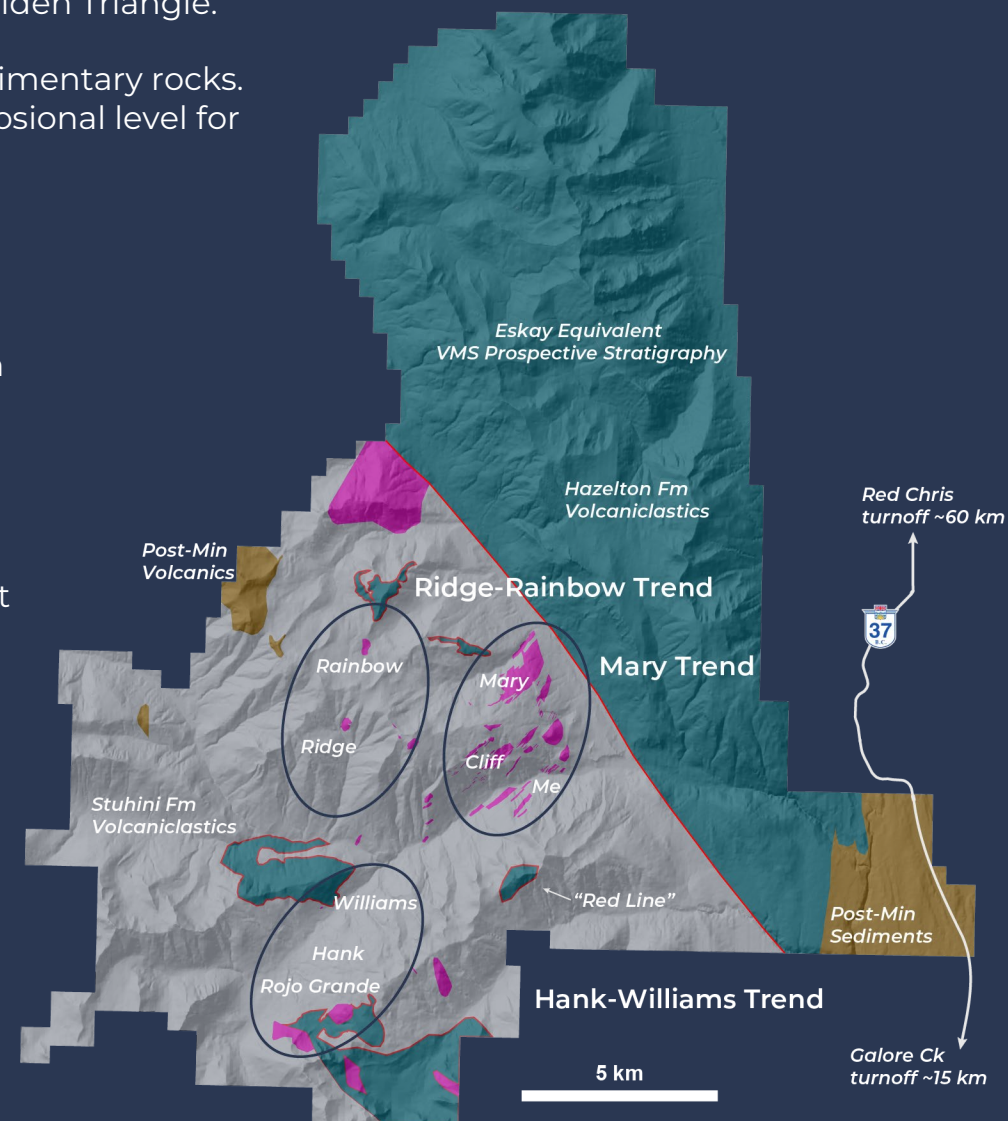 lden Triangle.
imentary rocks.
osional level for
t
Eskay Equivalent
VMS Prospective Stratigraphy
Hazelton Fm
Volcaniclastics
Red Chris
turnoff ~60 km
Post-Min
Volcanics
Ridge-Rainbow Trend
37
B.C.
Rainbow
Mary
Mary Trend
Ridge
Cliff
Me
Stuhini Fm
Volcaniclastics
Williams
"Red Line"
Post-Min
Sediments
Hank
Rojo Grande
Hank-Williams Trend
Galore Ck
turnoff ~15 km
5 km